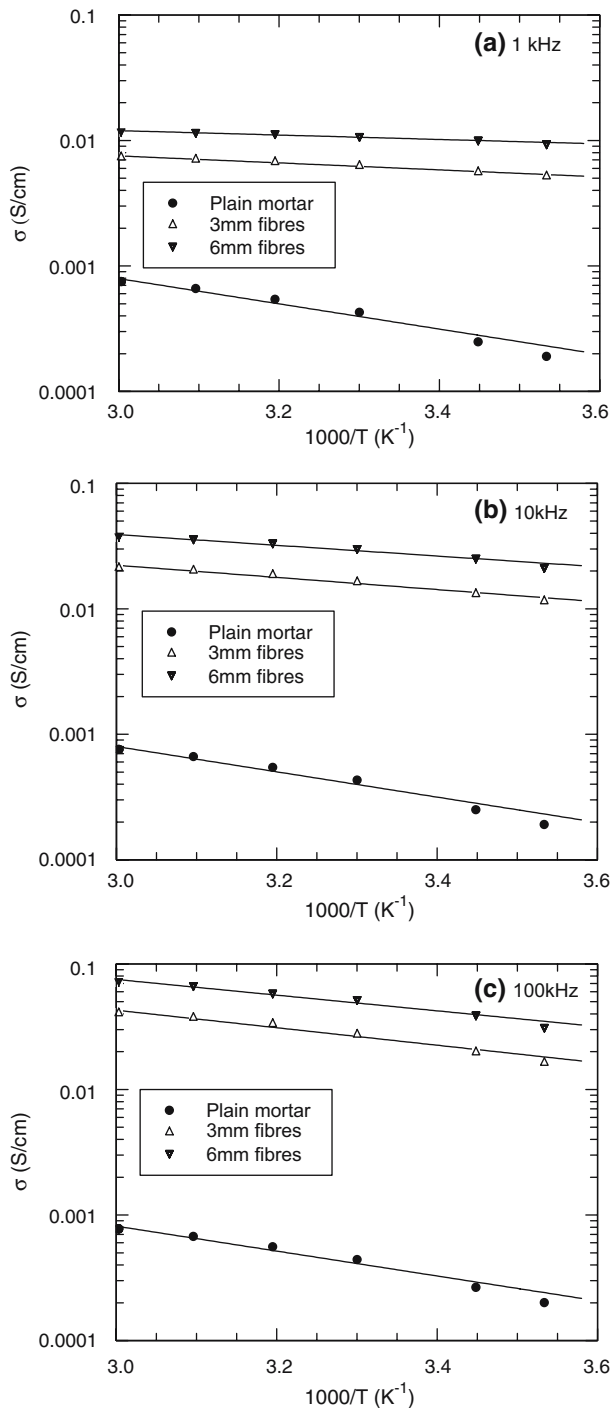 0.1
(a) 1 kHz
0.01
σ (S/cm)
Plain mortar
3mm fibres
6mm fibres
0.001
0.0001
3.0 3.2 3.4 3.6
1000/T (K⁻¹)
0.1
(b) 10kHz
0.01
σ (S/cm)
Plain mortar
3mm fibres
6mm fibres
0.001
0.0001
3.0 3.2 3.4 3.6
1000/T (K⁻¹)
0.1
(c) 100kHz
0.01
σ (S/cm)
Plain mortar
3mm fibres
6mm fibres
0.001
0.0001
3.0 3.2 3.4 3.6
1000/T (K⁻¹)